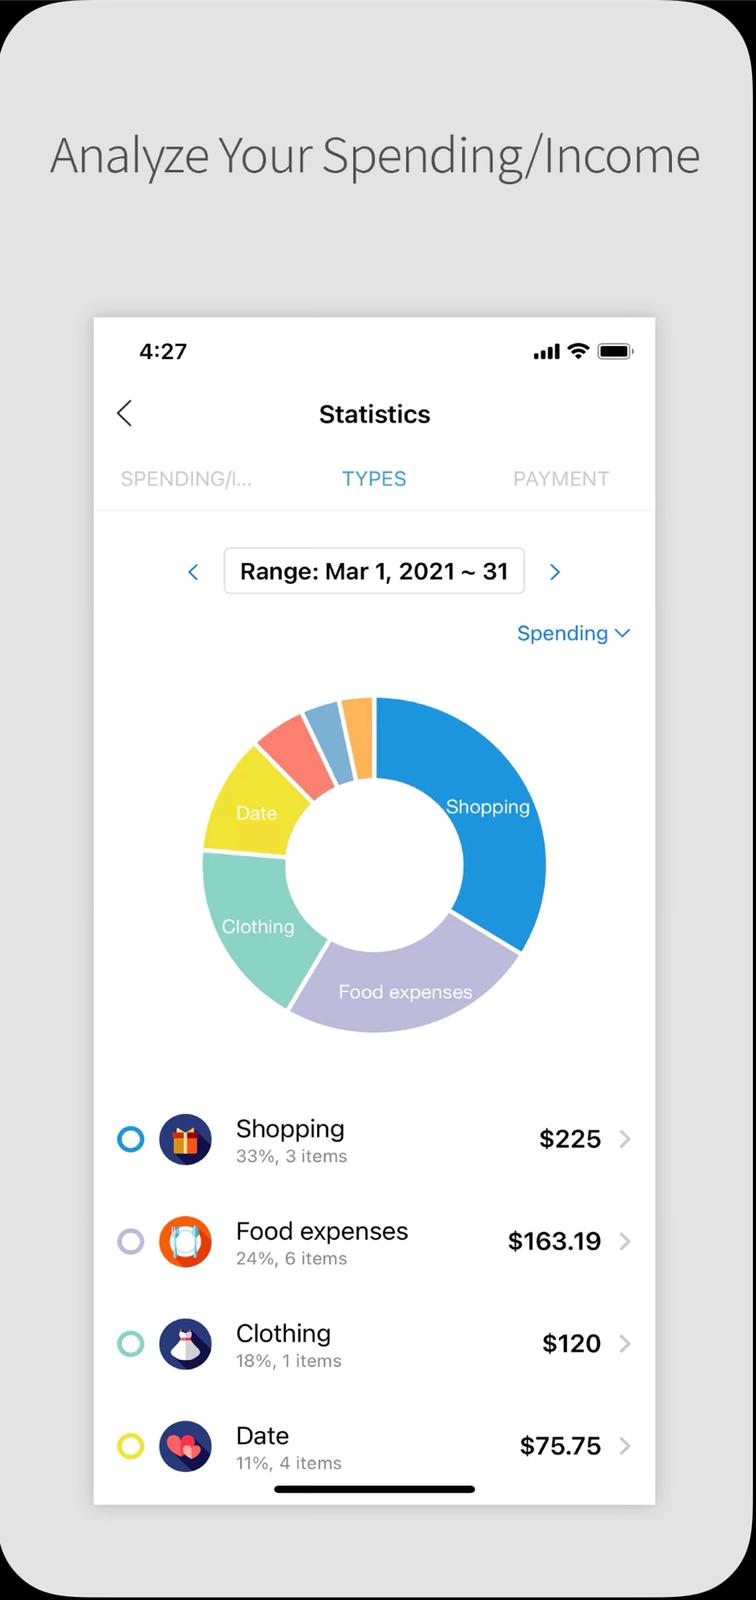 Analyze Your Spending/Income
4:27
Statistics
SPENDING/I... TYPES PAYMENT
Range: Mar 1, 2021 ~ 31
Spending
Shopping
Date
Clothing
Food expenses
Shopping
33%, 3 items
$225
Food expenses
24%, 6 items
$163.19
Clothing
18%, 1 items
$120
Date
11%, 4 items
$75.75